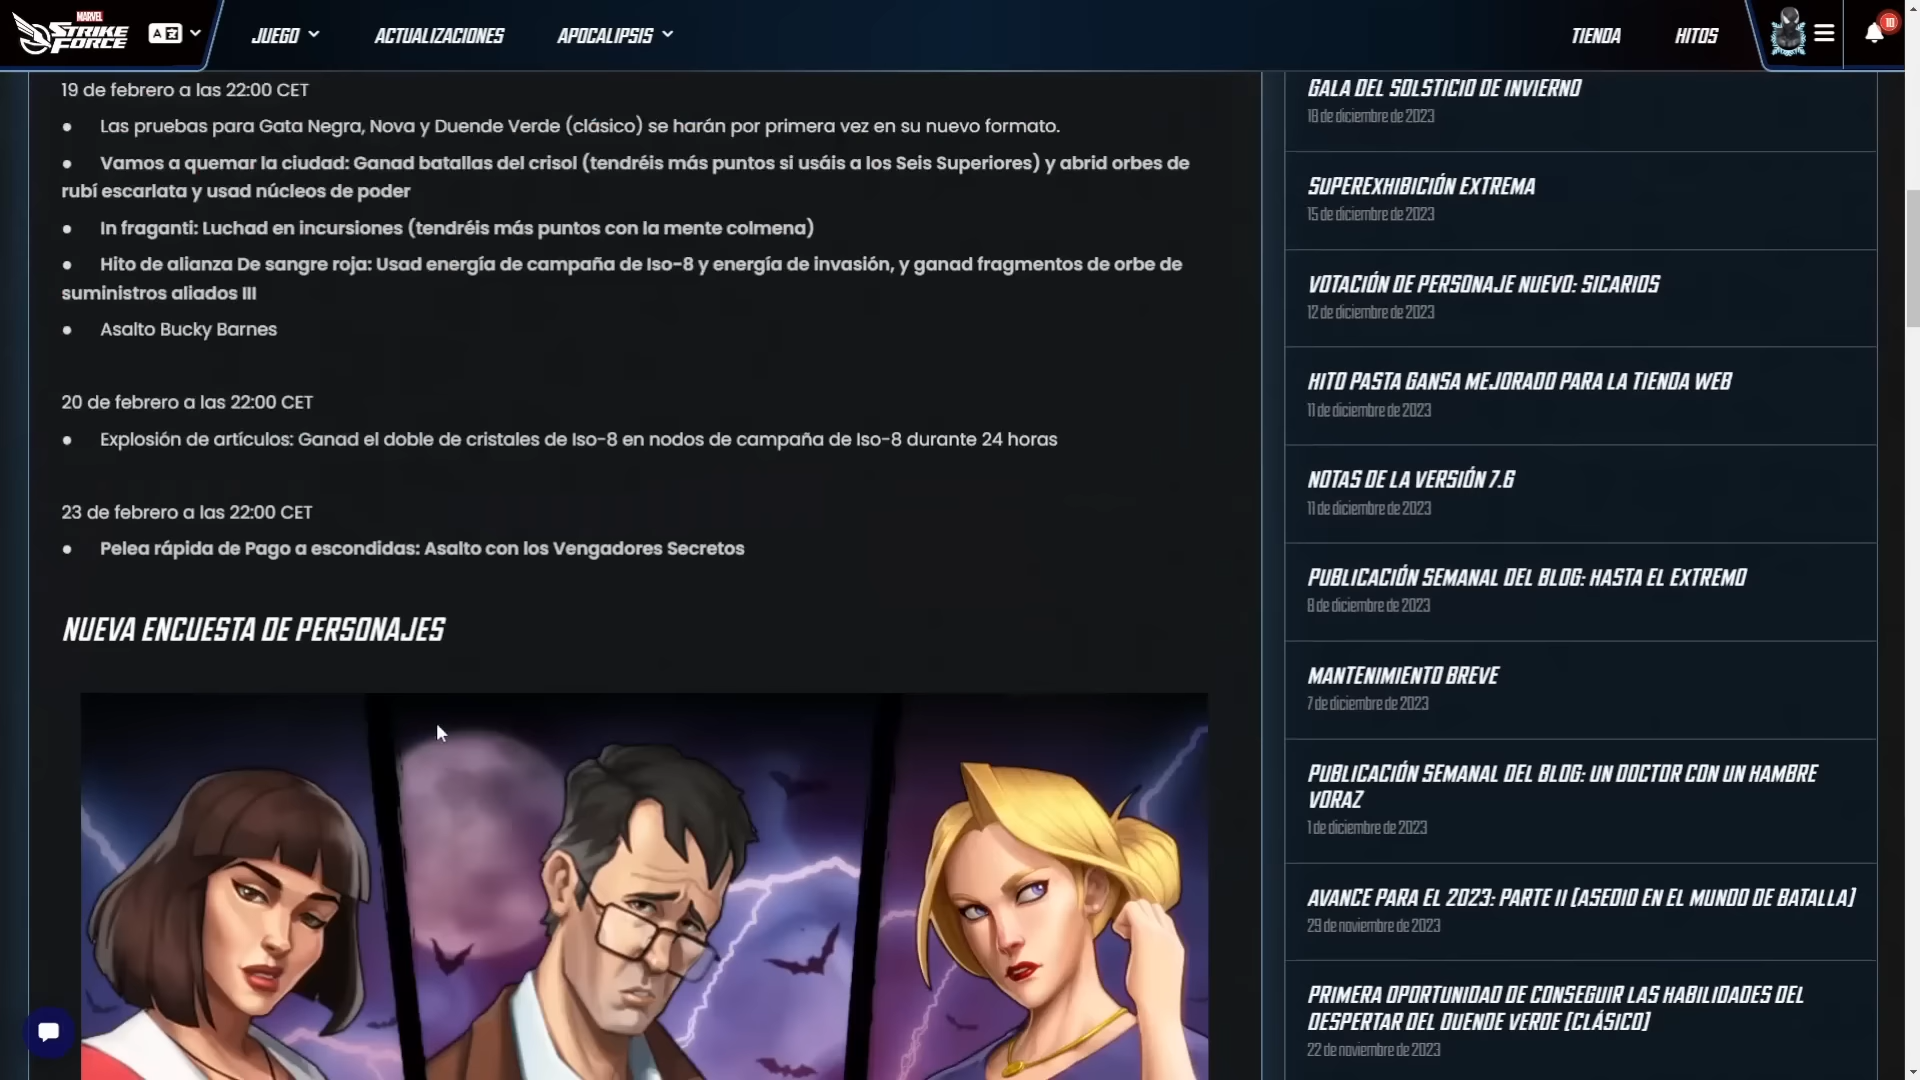 MARVEL
STRIKE
FORCE
JUEGO
ACTUALIZACIONES
APOCALIPSIS
TIENDA
HITOS
10
19 de febrero a las 22:00 CET
● Las pruebas para Gata Negra, Nova y Duende Verde (clásico) se harán por primera vez en su nuevo formato.
● Vamos a quemar la ciudad: Ganad batallas del crisol (tendréis más puntos si usáis a los Seis Superiores) y abrid orbes de
rubí escarlata y usad núcleos de poder
● In fraganti: Luchad en incursiones (tendréis más puntos con la mente colmena)
● Hito de alianza De sangre roja: Usad energía de campaña de Iso-8 y energía de invasión, y ganad fragmentos de orbe de
suministros aliados III
● Asalto Bucky Barnes
20 de febrero a las 22:00 CET
● Explosión de artículos: Ganad el doble de cristales de Iso-8 en nodos de campaña de Iso-8 durante 24 horas
23 de febrero a las 22:00 CET
● Pelea rápida de Pago a escondidas: Asalto con los Vengadores Secretos
NUEVA ENCUESTA DE PERSONAJES
GALA DEL SOLSTICIO DE INVIERNO
18 de diciembre de 2023
SUPEREXHIBICIÓN EXTREMA
15 de diciembre de 2023
VOTACIÓN DE PERSONAJE NUEVO: SICARIOS
12 de diciembre de 2023
HITO PASTA GANSA MEJORADO PARA LA TIENDA WEB
11 de diciembre de 2023
NOTAS DE LA VERSIÓN 7.6
11 de diciembre de 2023
PUBLICACIÓN SEMANAL DEL BLOG: HASTA EL EXTREMO
8 de diciembre de 2023
MANTENIMIENTO BREVE
7 de diciembre de 2023
PUBLICACIÓN SEMANAL DEL BLOG: UN DOCTOR CON UN HAMBRE
VORAZ
1 de diciembre de 2023
AVANCE PARA EL 2023: PARTE II [ASEDIO EN EL MUNDO DE BATALLA]
29 de noviembre de 2023
PRIMERA OPORTUNIDAD DE CONSEGUIR LAS HABILIDADES DEL
DESPERTAR DEL DUENDE VERDE [CLÁSICO]
22 de noviembre de 2023